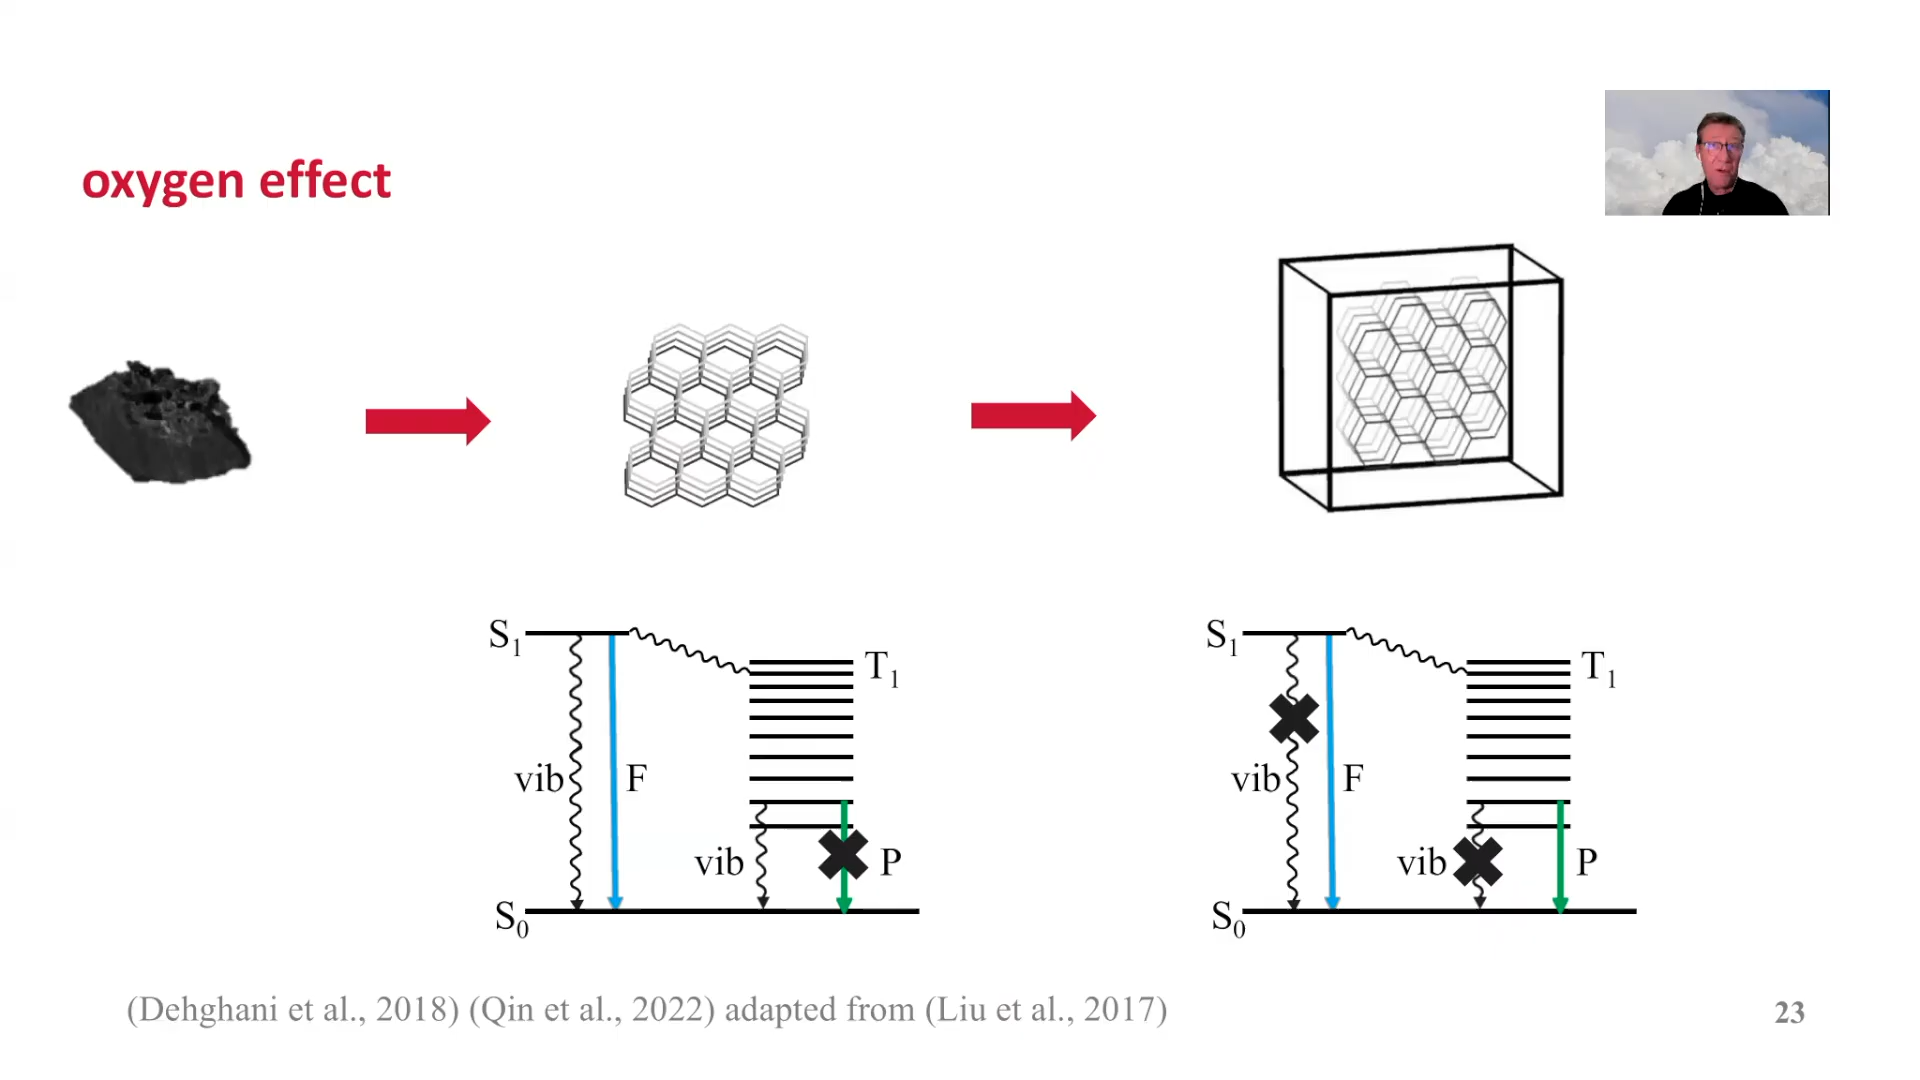 oxygen effect
S1
T1
vib
F
vib
P
S0
S1
T1
vib
F
vib
P
S0
(Dehghani et al., 2018) (Qin et al., 2022) adapted from (Liu et al., 2017)
23